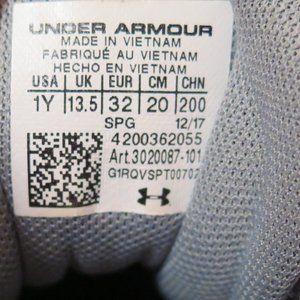 UNDER ARMOUR
MADE IN VIETNAM
FABRIQUÉ AU VIETNAM
HECHO EN VIETNAM
USA UK EUR CM CHN
1Y 13.5 32 20 200
SPG 12/17
4200362055
Art.3020087-101
G1RQVSPT00702